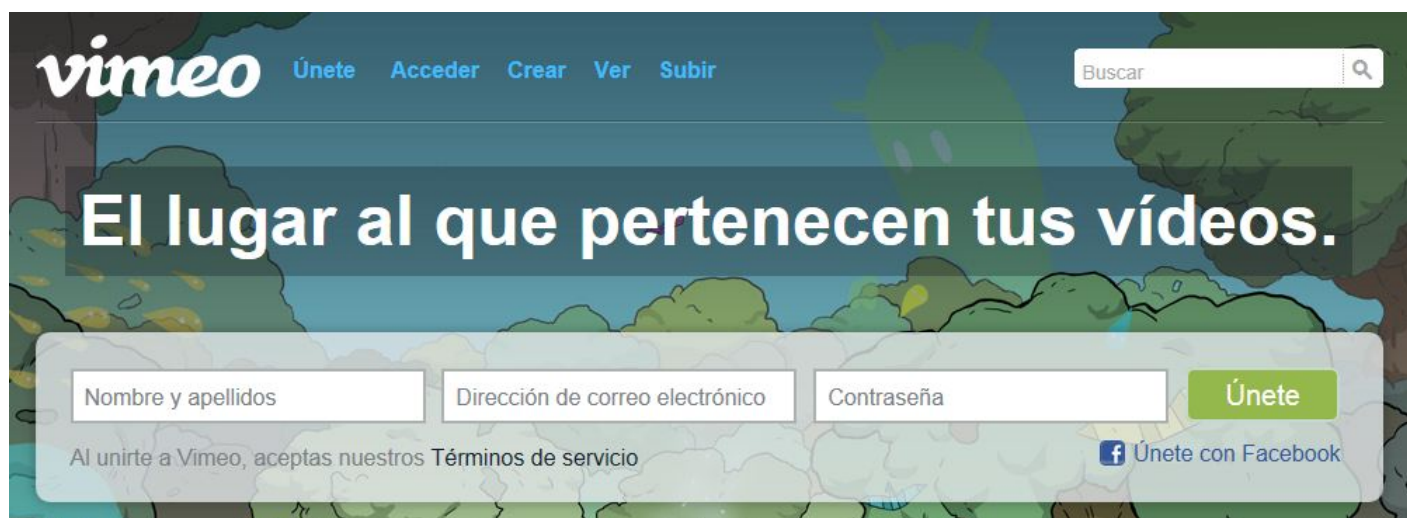 vimeo Únete Acceder Crear Ver Subir Buscar
El lugar al que pertenecen tus vídeos.
Nombre y apellidos Dirección de correo electrónico Contraseña Únete
Al unirte a Vimeo, aceptas nuestros Términos de servicio Únete con Facebook